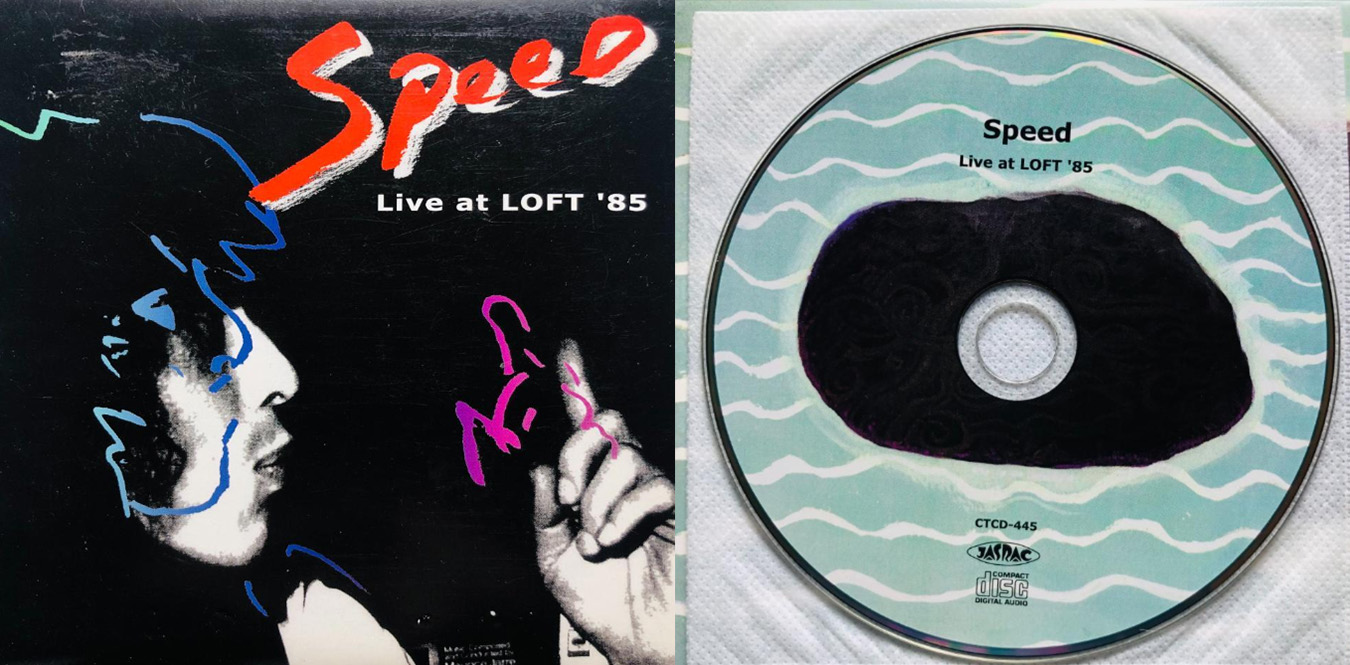 Speed
Live at LOFT '85
Speed
Live at LOFT '85
CTCD-445
JASRAC
COMPACT
disc
DIGITAL AUDIO